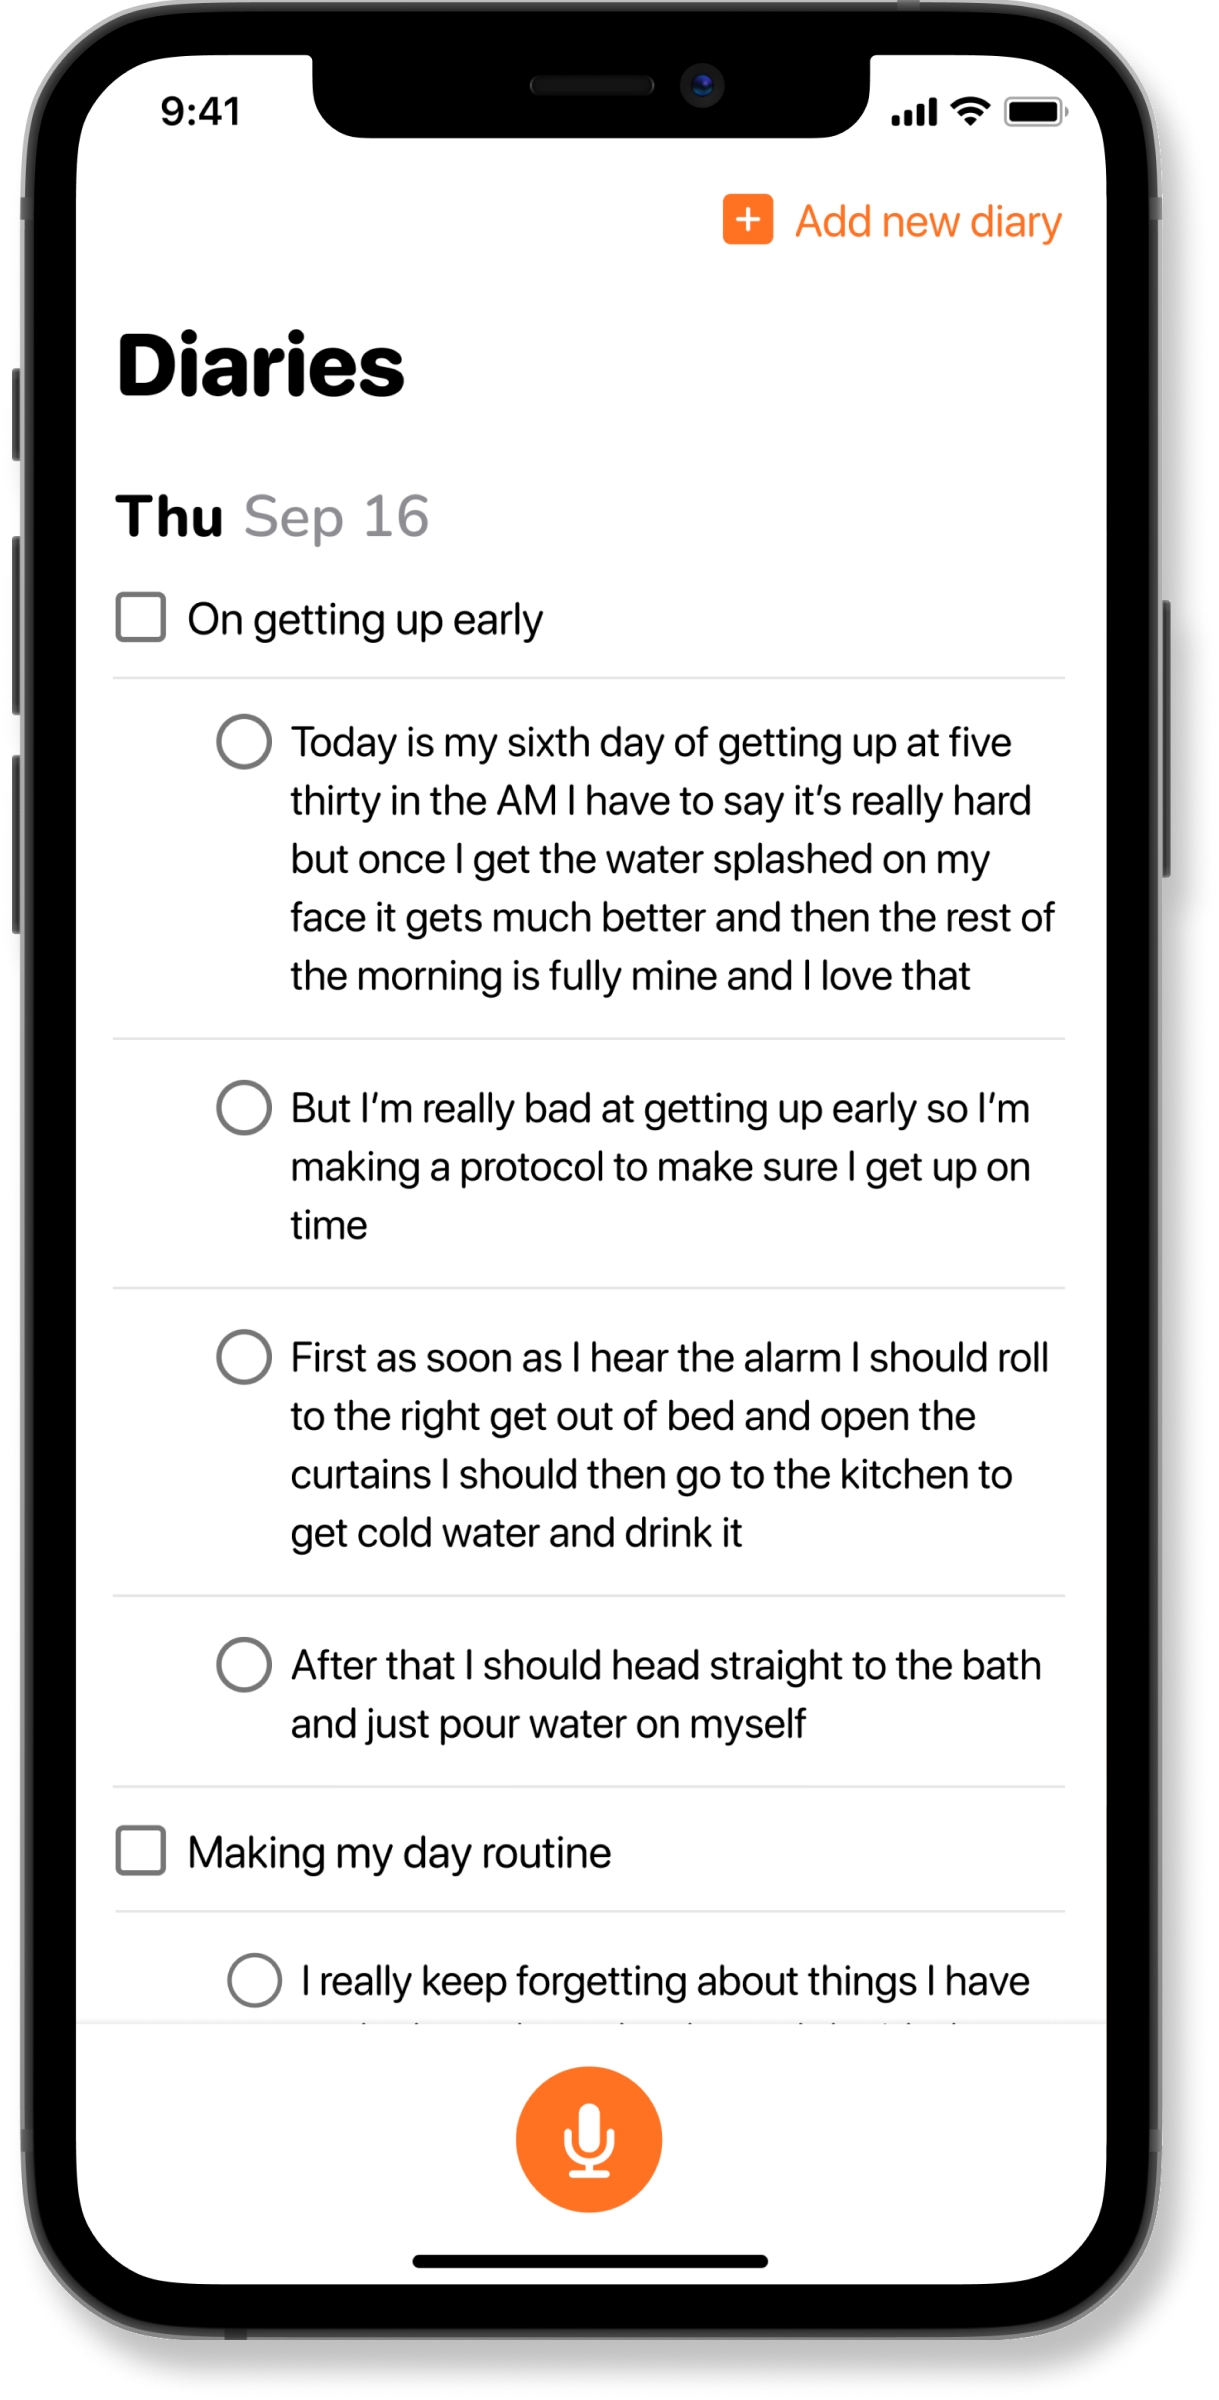 9:41
Add new diary
Diaries
Thu Sep 16
On getting up early
Today is my sixth day of getting up at five
thirty in the AM I have to say it’s really hard
but once I get the water splashed on my
face it gets much better and then the rest of
the morning is fully mine and I love that
But I’m really bad at getting up early so I’m
making a protocol to make sure I get up on
time
First as soon as I hear the alarm I should roll
to the right get out of bed and open the
curtains I should then go to the kitchen to
get cold water and drink it
After that I should head straight to the bath
and just pour water on myself
Making my day routine
I really keep forgetting about things I have